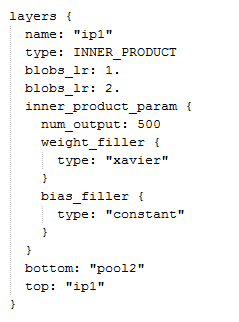 layers {
  name: "ip1"
  type: INNER_PRODUCT
  blobs_lr: 1.
  blobs_lr: 2.
  inner_product_param {
    num_output: 500
    weight_filler {
      type: "xavier"
    }
    bias_filler {
      type: "constant"
    }
  }
  bottom: "pool2"
  top: "ip1"
}